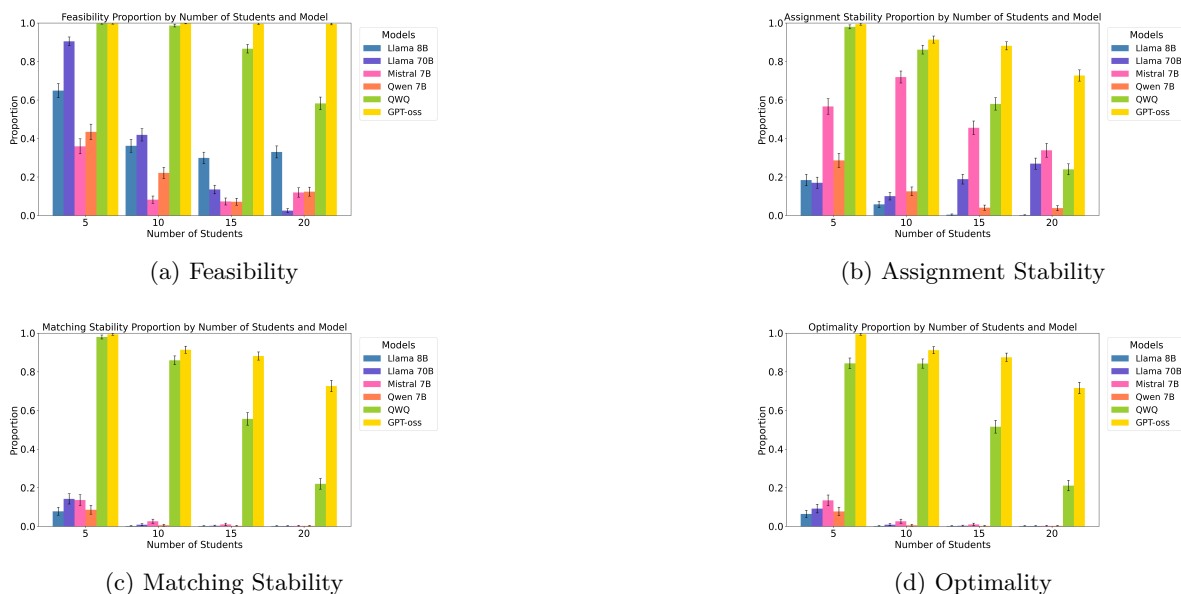 Feasibility Proportion by Number of Students and Model
Proportion
1.0
0.8
0.6
0.4
0.2
0.0
5 10 15 20
Number of Students
Models
Llama 8B
Llama 70B
Mistral 7B
Qwen 7B
QWQ
GPT-oss
(a) Feasibility
Assignment Stability Proportion by Number of Students and Model
Proportion
1.0
0.8
0.6
0.4
0.2
0.0
5 10 15 20
Number of Students
Models
Llama 8B
Llama 70B
Mistral 7B
Qwen 7B
QWQ
GPT-oss
(b) Assignment Stability
Matching Stability Proportion by Number of Students and Model
Proportion
1.0
0.8
0.6
0.4
0.2
0.0
5 10 15 20
Number of Students
Models
Llama 8B
Llama 70B
Mistral 7B
Qwen 7B
QWQ
GPT-oss
(c) Matching Stability
Optimality Proportion by Number of Students and Model
Proportion
1.0
0.8
0.6
0.4
0.2
0.0
5 10 15 20
Number of Students
Models
Llama 8B
Llama 70B
Mistral 7B
Qwen 7B
QWQ
GPT-oss
(d) Optimality